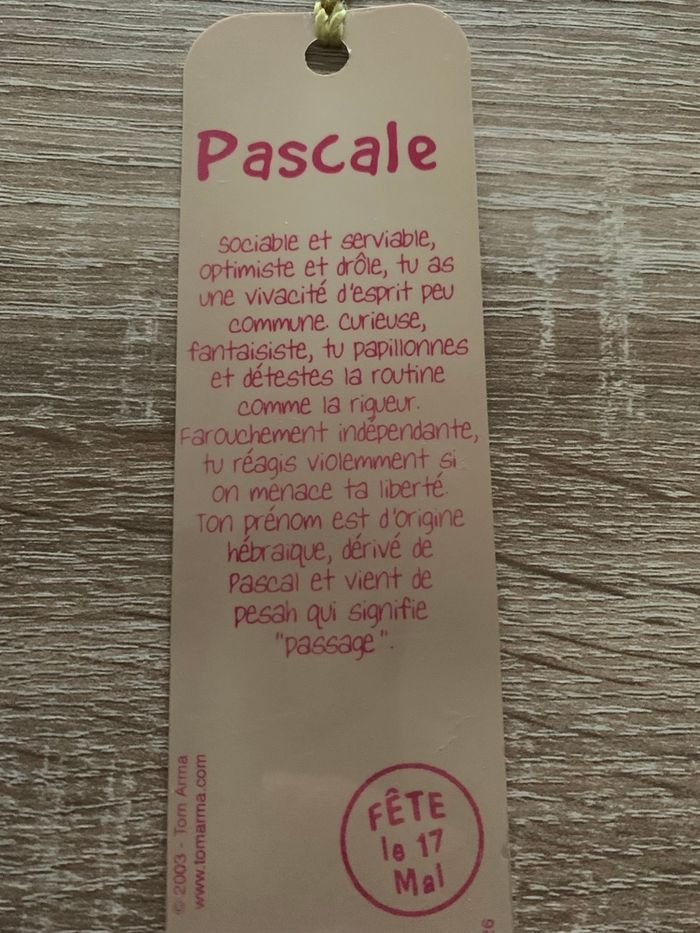 Pascale
sociable et serviable,
optimiste et drôle, tu as
une vivacité d'esprit peu
commune. Curieuse,
fantaisiste, tu papillonnes
et détestes la routine
comme la rigueur.
Farouchement indépendante,
tu réagis violemment si
on menace ta liberté.
Ton prénom est d'origine
hébraique, dérivé de
Pascal et vient de
pesah qui signifie
"passage".
FÊTE
le 17
Mai
© 2003 - Tom Arma
www.tomarma.com